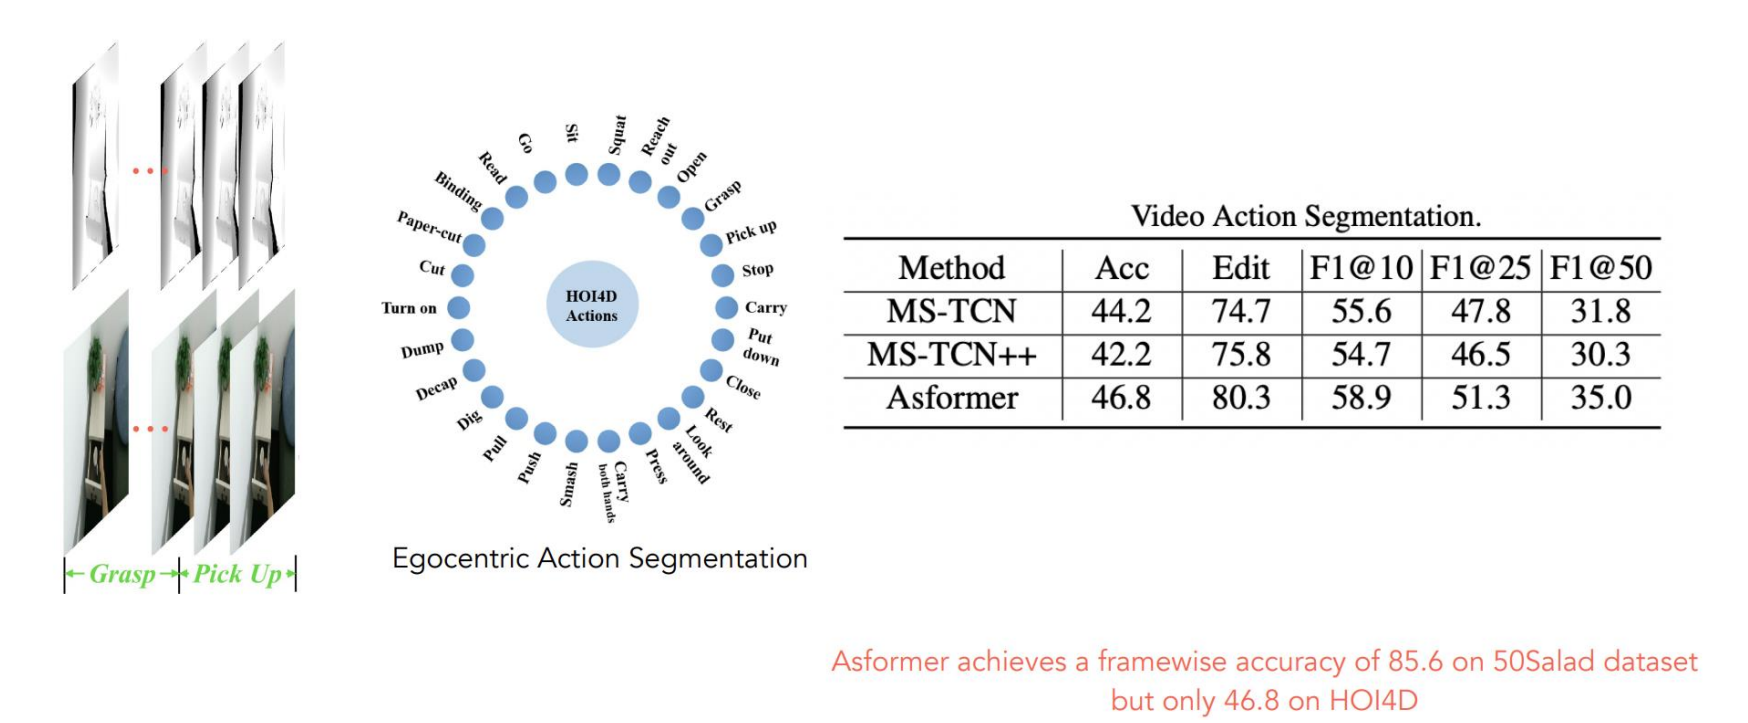 Grasp
Pick Up
Sit
Squat
Reach
out
Open
Grasp
Pick up
Stop
Carry
Put
down
Close
Rest
Look
around
Press
Carry
both hands
Smash
Push
Pull
Dig
Decap
Dump
Turn on
Cut
Paper-cut
Binding
Read
Go
HOI4D
Actions
Egocentric Action Segmentation
Video Action Segmentation.
Method Acc Edit F1@10 F1@25 F1@50
MS-TCN 44.2 74.7 55.6 47.8 31.8
MS-TCN++ 42.2 75.8 54.7 46.5 30.3
Asformer 46.8 80.3 58.9 51.3 35.0
Asformer achieves a framewise accuracy of 85.6 on 50Salad dataset
but only 46.8 on HOI4D